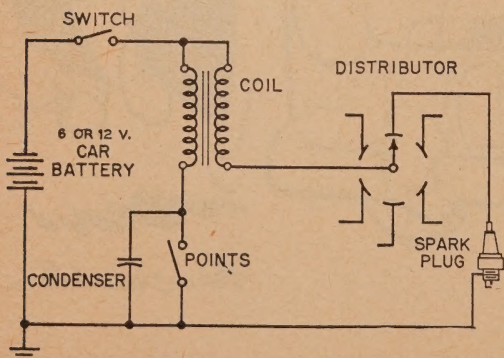 SWITCH
COIL
DISTRIBUTOR
6 OR 12 V.
CAR
BATTERY
CONDENSER
POINTS
SPARK
PLUG